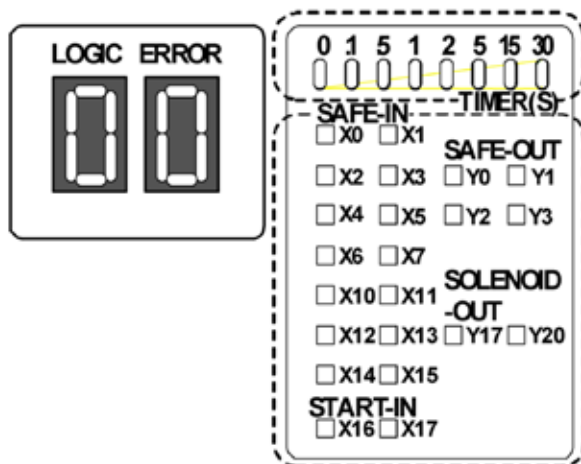 LOGIC ERROR
0 0
0 .1 .5 1 2 5 15 30
TIMER(S)
SAFE-IN
X0 X1
SAFE-OUT
X2 X3 Y0 Y1
X4 X5 Y2 Y3
X6 X7
SOLENOID
-OUT
X10 X11
X12 X13 Y17 Y20
X14 X15
START-IN
X16 X17